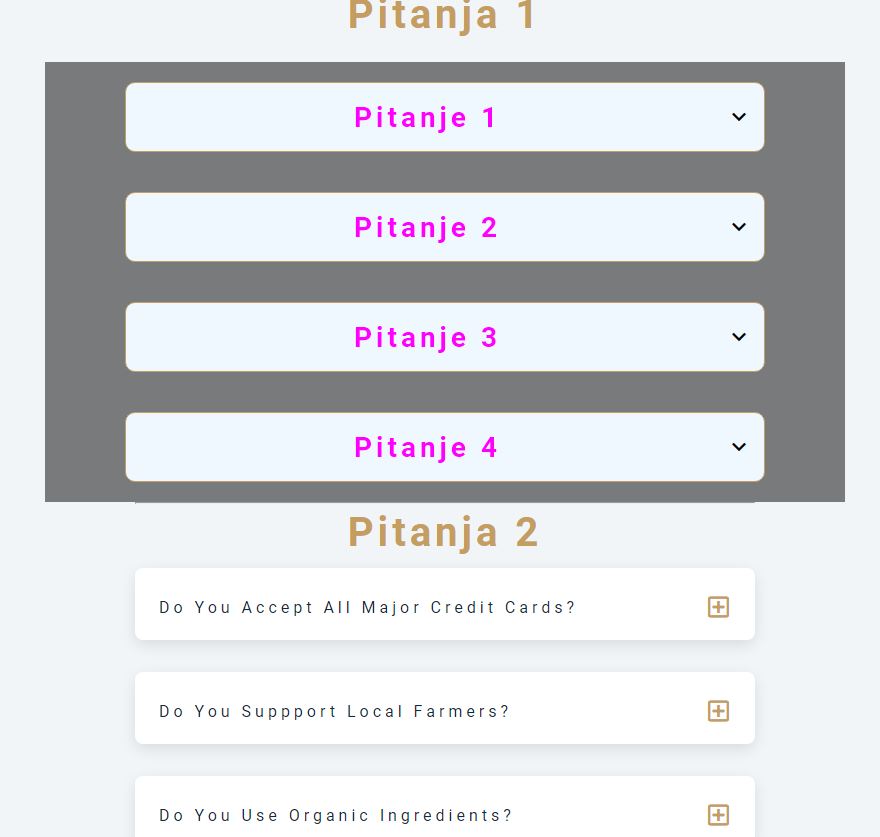 Pitanja 1
Pitanje 1
Pitanje 2
Pitanje 3
Pitanje 4
Pitanja 2
Do You Accept All Major Credit Cards?
Do You Suppport Local Farmers?
Do You Use Organic Ingredients?